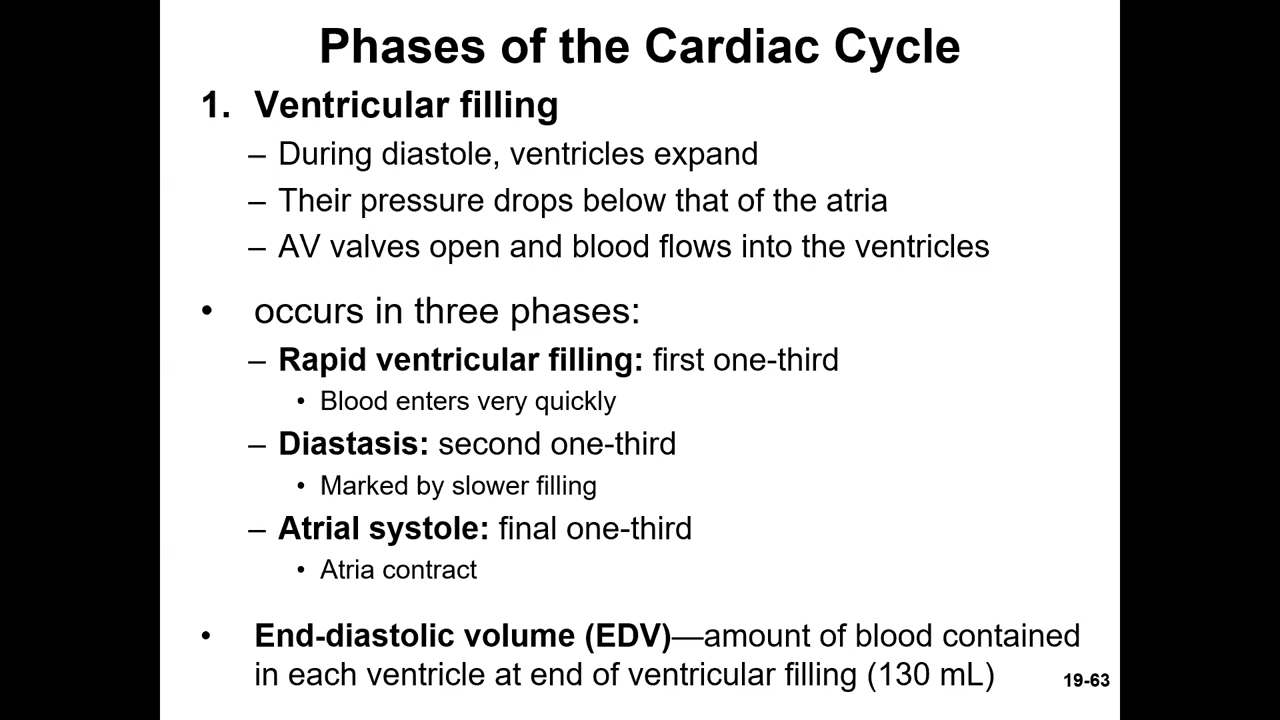 Phases of the Cardiac Cycle
1. Ventricular filling
– During diastole, ventricles expand
– Their pressure drops below that of the atria
– AV valves open and blood flows into the ventricles
• occurs in three phases:
– Rapid ventricular filling: first one-third
• Blood enters very quickly
– Diastasis: second one-third
• Marked by slower filling
– Atrial systole: final one-third
• Atria contract
• End-diastolic volume (EDV)—amount of blood contained
in each ventricle at end of ventricular filling (130 mL)
19-63